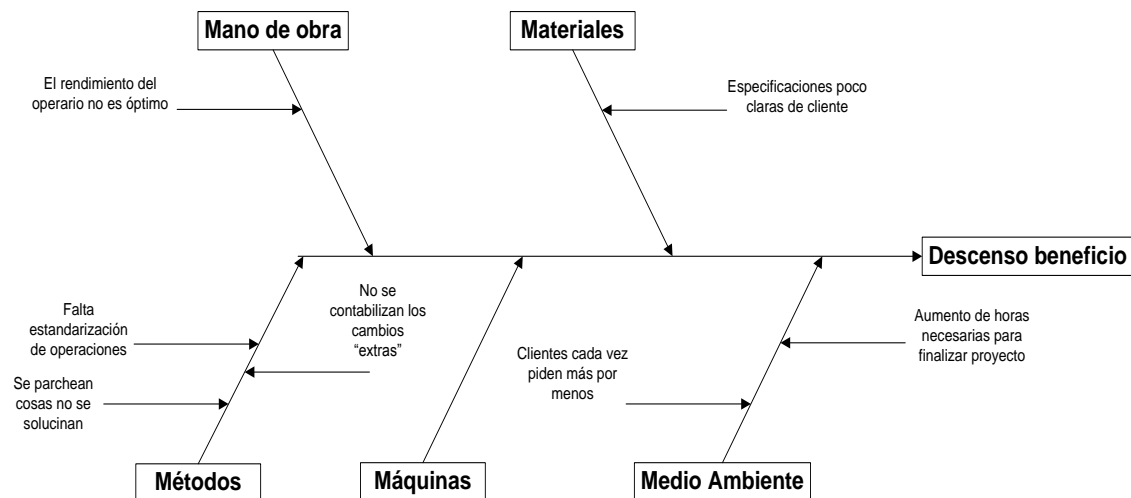 Mano de obra
Materiales
El rendimiento del
operario no es óptimo
Especificaciones poco
claras de cliente
Descenso beneficio
No se
contabilizan los
cambios
“extras”
Falta
estandarización
de operaciones
Aumento de horas
necesarias para
finalizar proyecto
Clientes cada vez
piden más por
menos
Se parchean
cosas no se
solucinan
Métodos
Máquinas
Medio Ambiente